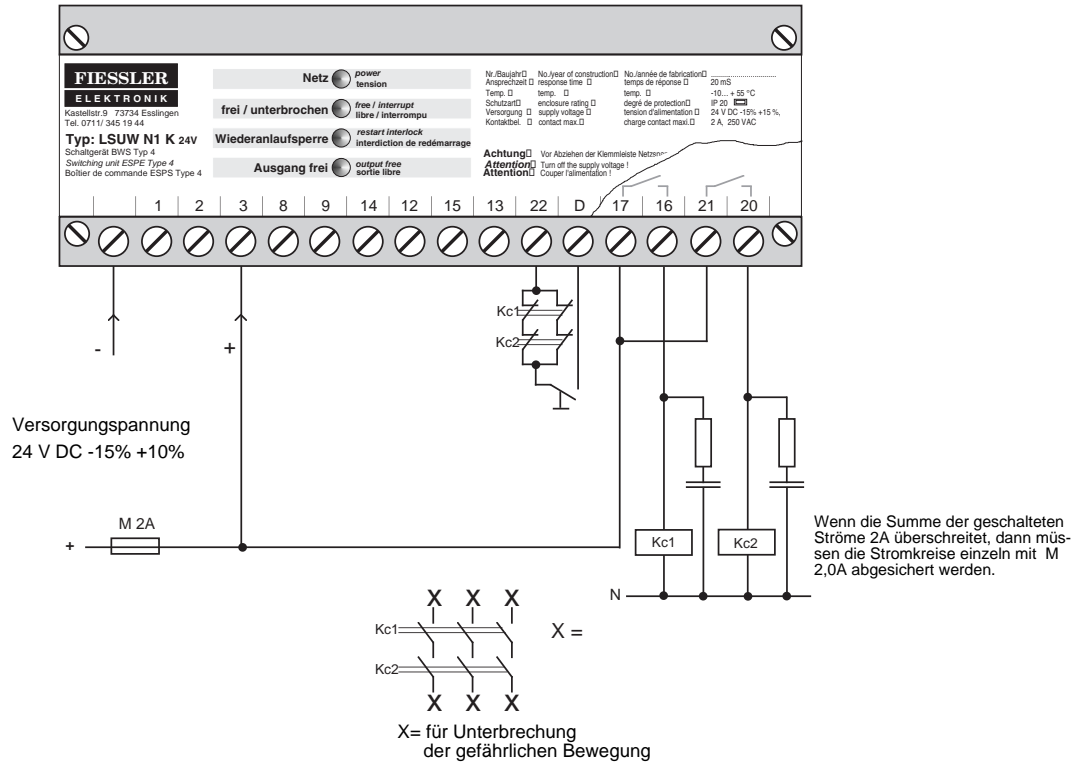 FIESSLER
ELEKTRONIK
Kastellstr.9 73734 Esslingen
Tel. 0711/ 345 19 44
Typ: LSUW N1 K 24V
Schaltgerät BWS Typ 4
Switching unit ESPE Type 4
Boîtier de commande ESPS Type 4
Netz power tension
frei / unterbrochen free / interrupt libre / interrompu
Wiederanlaufsperre restart interlock interdiction de redémarrage
Ausgang frei output free sortie libre
Nr./Baujahr No./year of construction No./année de fabrication ........................
Ansprechzeit response time temps de réponse 20 mS
Temp. temp. temp. -10... + 55 °C
Schutzart enclosure rating degré de protection IP 20
Versorgung supply voltage tension d'alimentation 24 V DC -15% +15 %,
Kontaktbel. contact max. charge contact maxi. 2 A, 250 VAC
Achtung Vor Abziehen der Klemmleiste
Attention Turn off the supply voltage !
Attention Couper l'alimentation !
1 2 3 8 9 14 12 15 13 22 D 17 16 21 20
Kc1
Kc2
- +
Versorgungspannung
24 V DC -15% +10%
M 2A
+
Kc1 Kc2
N
Wenn die Summe der geschalteten
Ströme 2A überschreitet, dann müs-
sen die Stromkreise einzeln mit M
2,0A abgesichert werden.
X X X
Kc1
X =
Kc2
X X X
X= für Unterbrechung
der gefährlichen Bewegung